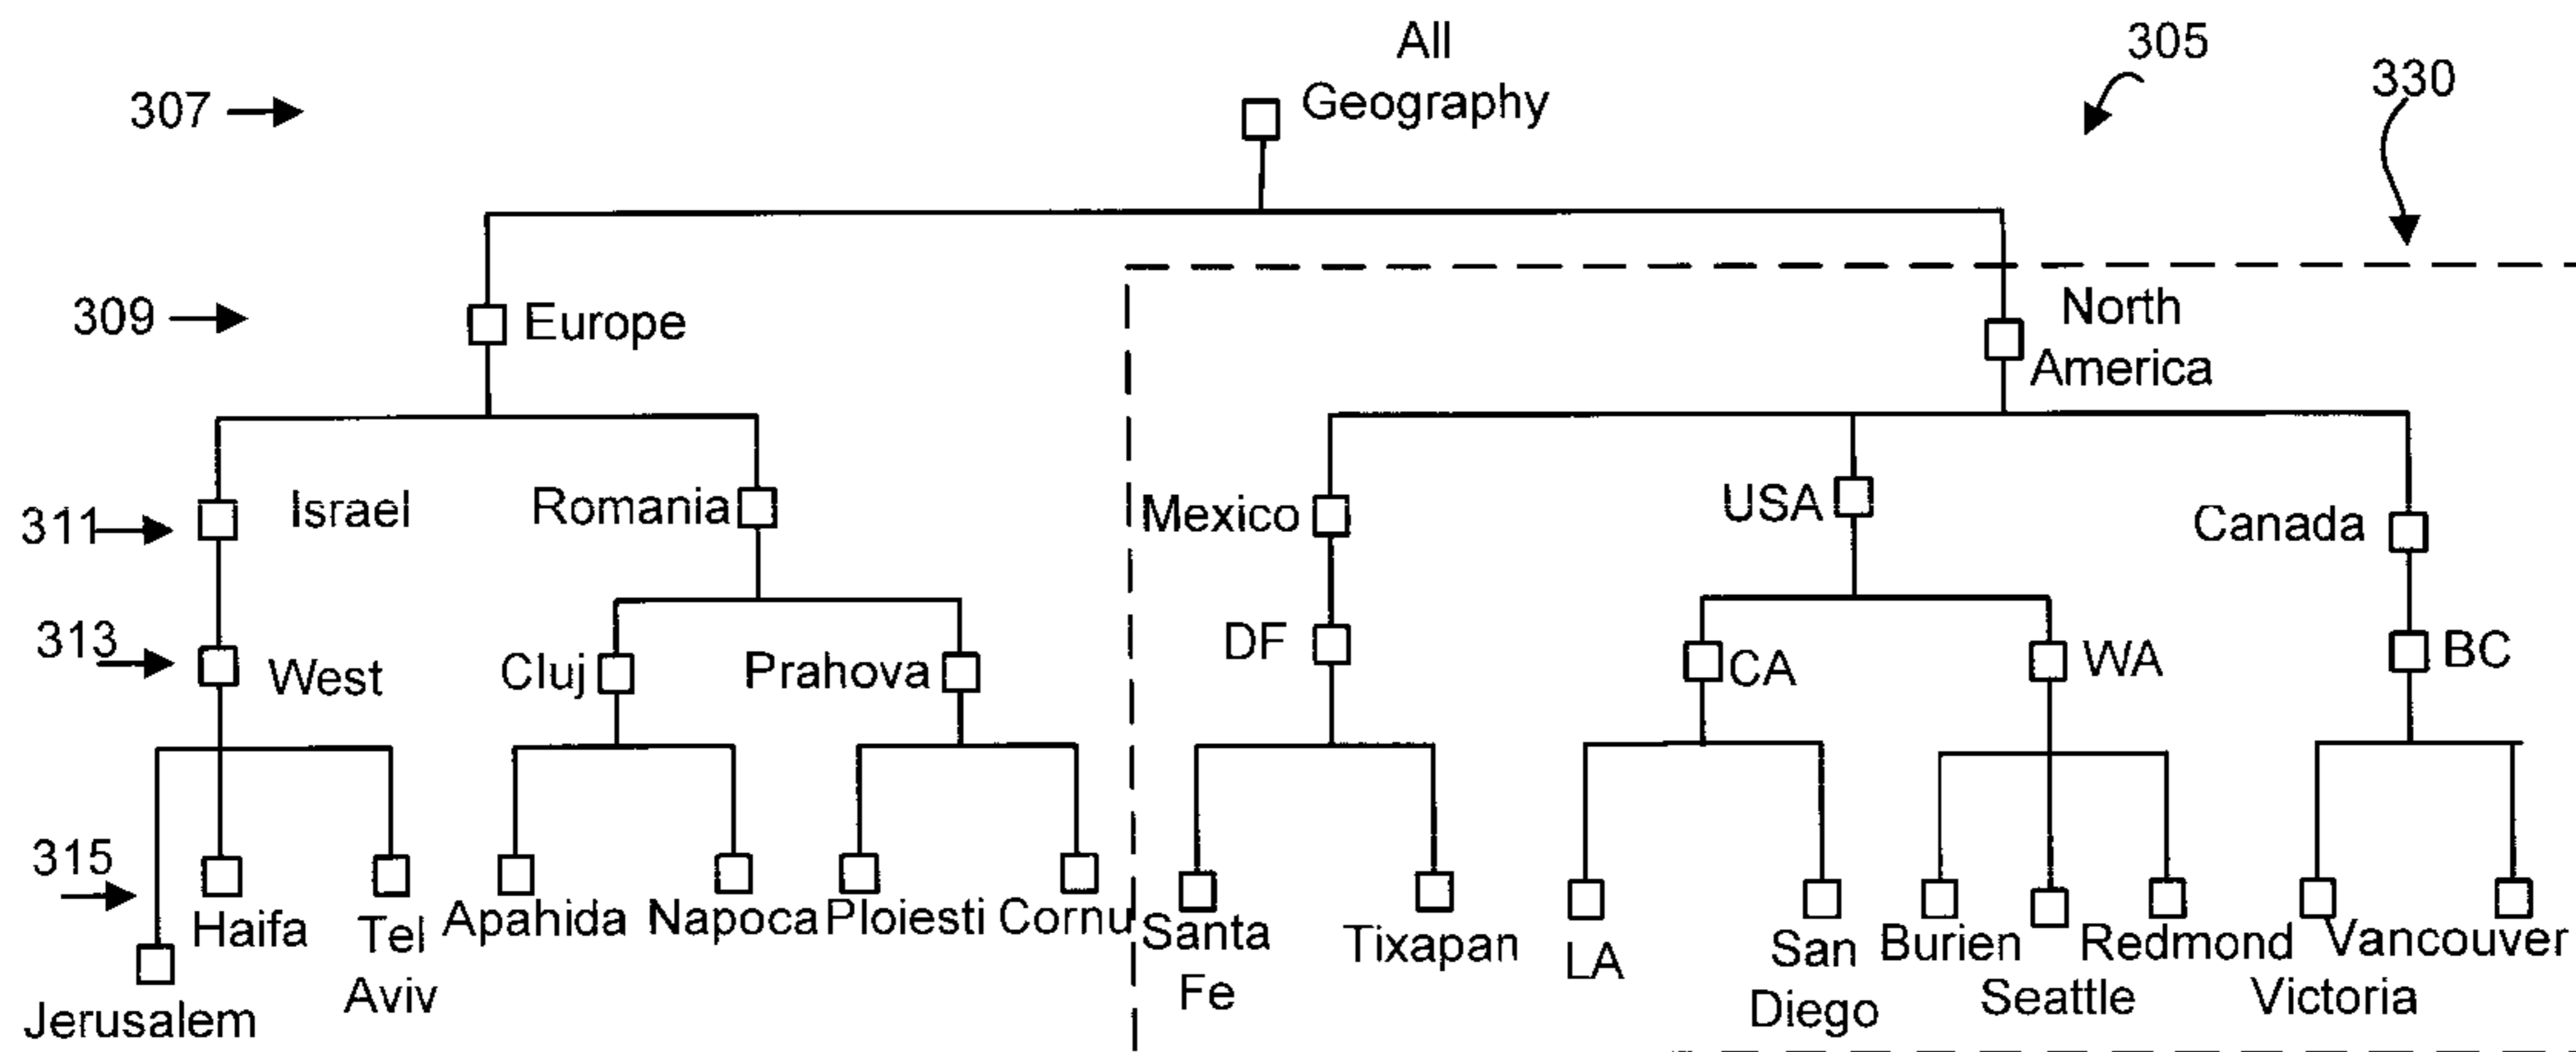 All
Geography
305
330
307
309
Europe
North
America
311
Israel
Romania
Mexico
USA
Canada
313
West
Cluj
Prahova
DF
CA
WA
BC
315
Haifa
Tel
Aviv
Apahida
Napoca
Ploiesti
Cornu
Santa
Fe
Tixapan
LA
San
Diego
Burien
Seattle
Redmond
Vancouver
Victoria
Jerusalem